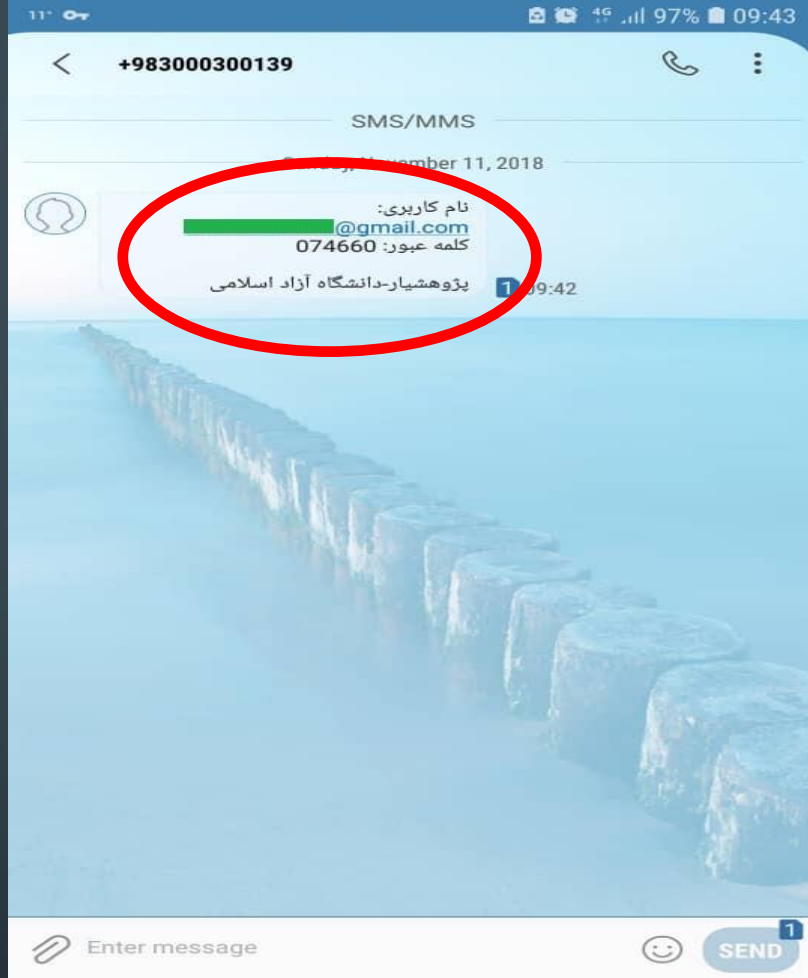 11° 4G 97% 09:43
+983000300139
SMS/MMS
November 11, 2018
نام کاربری:
@gmail.com
کلمه عبور: 074660
پژوهشیار-دانشگاه آزاد اسلامی
1 09:42
Enter message
SEND 1